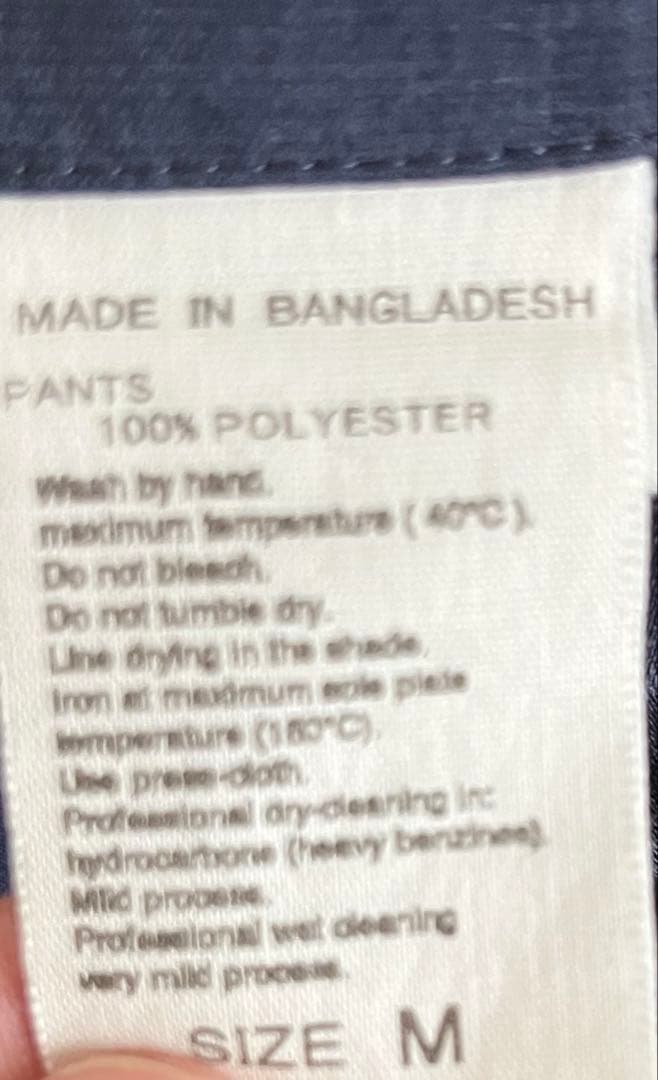 MADE IN BANGLADESH
PANTS
100% POLYESTER
Wash by hand.
maximum temperature ( 40°C ).
Do not bleach.
Do not tumble dry.
Line drying in the shade.
Iron at maximum sole plate
temperature (150°C).
Use press-cloth.
Professional dry-cleaning in:
hydrocarbons (heavy benzines).
Mild process.
Professional wet cleaning
very mild process.
SIZE M